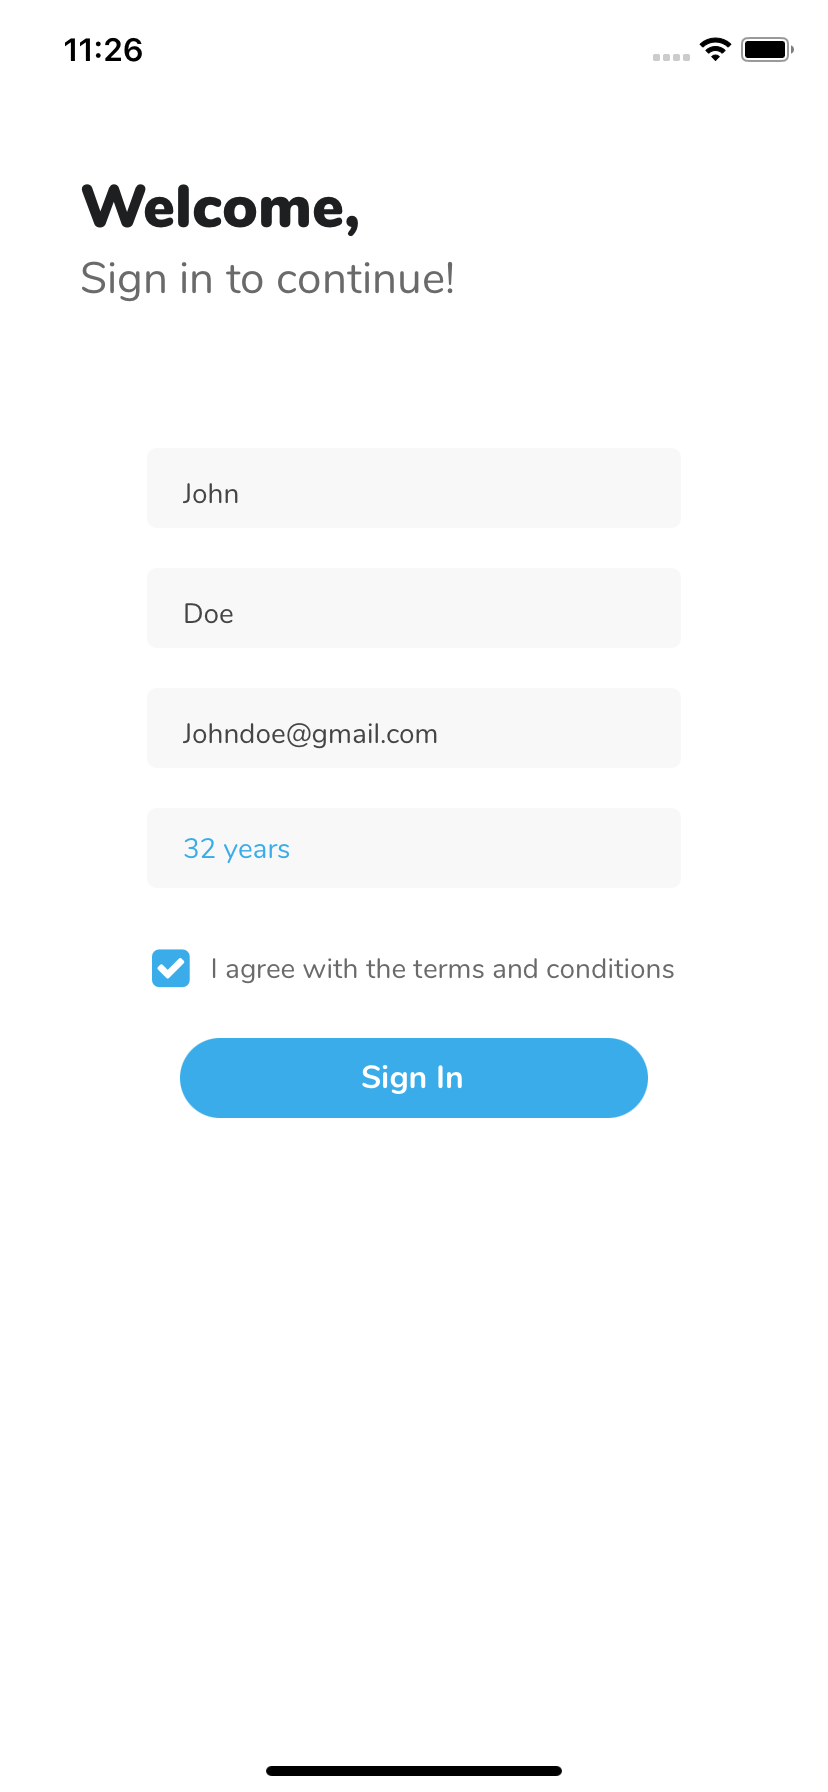 11:26
Welcome,
Sign in to continue!
John
Doe
Johndoe@gmail.com
32 years
I agree with the terms and conditions
Sign In